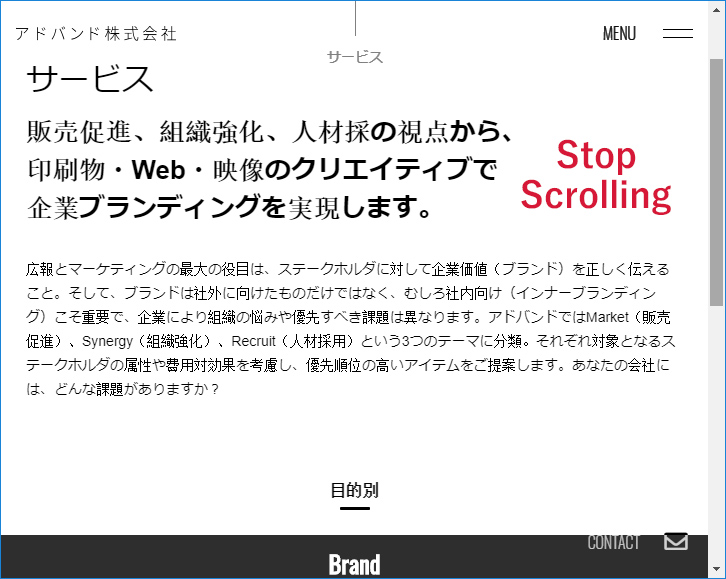 アドバンド株式会社
MENU
サービス
サービス
販売促進、組織強化、人材採の視点から、
印刷物・Web・映像のクリエイティブで
企業ブランディングを実現します。
Stop
Scrolling
広報とマーケティングの最大の役目は、ステークホルダに対して企業価値（ブランド）を正しく伝える
こと。そして、ブランドは社外に向けたものだけではなく、むしろ社内向け（インナーブランディン
グ）こそ重要で、企業により組織の悩みや優先すべき課題は異なります。アドバンドではMarket（販売
促進）、Synergy（組織強化）、Recruit（人材採用）という3つのテーマに分類。それぞれ対象となるス
テークホルダの属性や費用対効果を考慮し、優先順位の高いアイテムをご提案します。あなたの会社に
は、どんな課題がありますか？
目的別
CONTACT
Brand